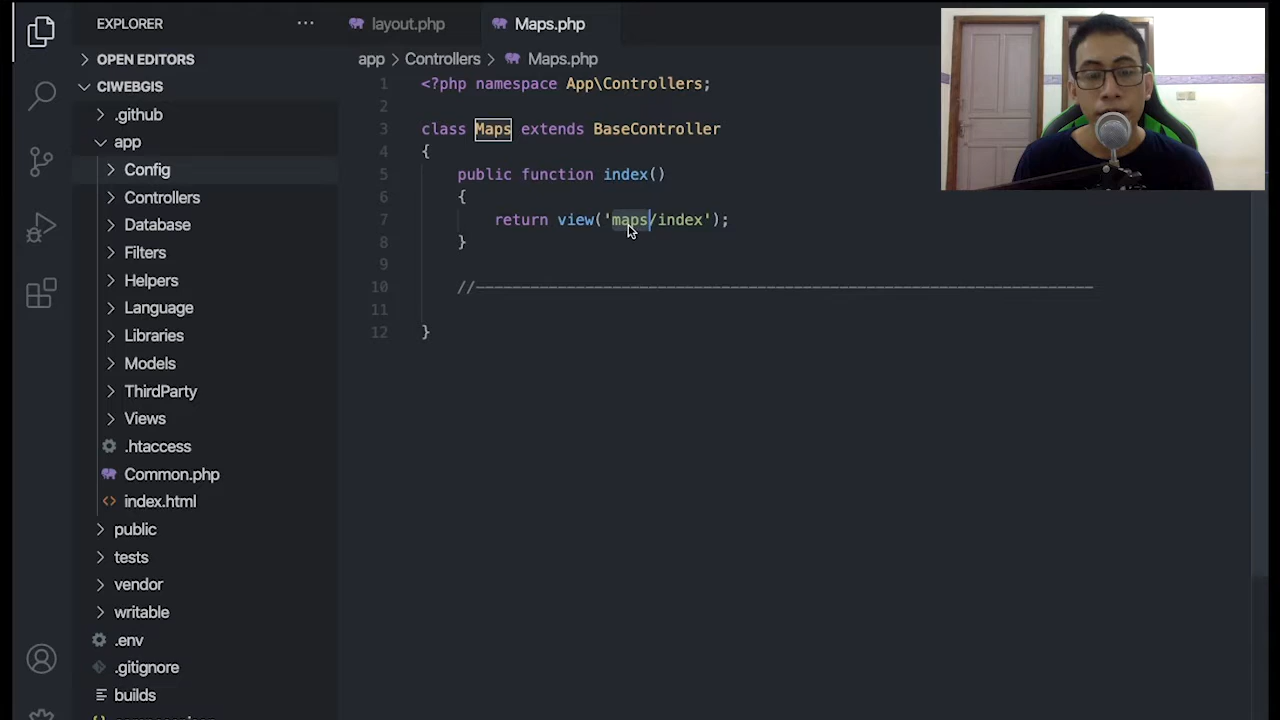 EXPLORER
layout.php
Maps.php
OPEN EDITORS
app > Controllers > Maps.php
CIWEBGIS
.github
app
Config
Controllers
Database
Filters
Helpers
Language
Libraries
Models
ThirdParty
Views
.htaccess
Common.php
index.html
public
tests
vendor
writable
.env
.gitignore
builds
1 <?php namespace App\Controllers;
2
3 class Maps extends BaseController
4 {
5 public function index()
6 {
7 return view('maps/index');
8 }
9
10 //--------------------------------------------------------------------
11
12 }